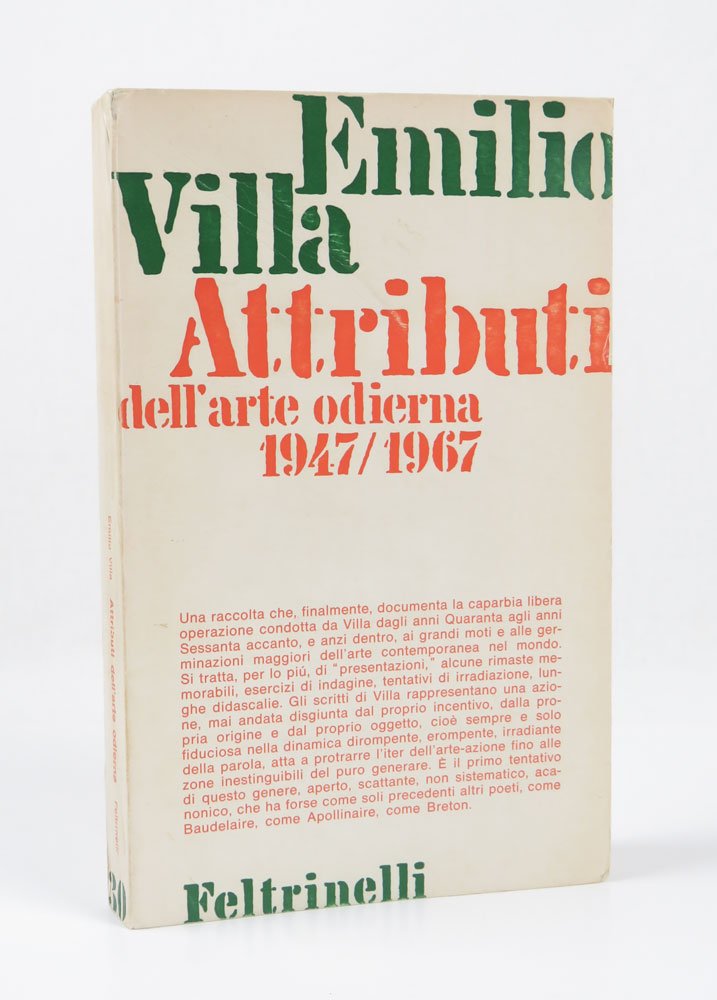 Emilio
Villa
Attributi
dell'arte odierna
1947/1967
Una raccolta che, finalmente, documenta la caparbia libera
operazione condotta da Villa dagli anni Quaranta agli anni
Sessanta accanto, e anzi dentro, ai grandi moti e alle ger-
minazioni maggiori dell'arte contemporanea nel mondo.
Si tratta, per lo piú, di "presentazioni," alcune rimaste me-
morabili, esercizi di indagine, tentativi di irradiazione, lun-
ghe didascalie. Gli scritti di Villa rappresentano una azio-
ne, mai andata disgiunta dal proprio incentivo, dalla pro-
pria origine e dal proprio oggetto, cioè sempre e solo
fiduciosa nella dinamica dirompente, erompente, irradiante
della parola, atta a protrarre l'iter dell'arte-azione fino alle
zone inestinguibili del puro generare. È il primo tentativo
di questo genere, aperto, scattante, non sistematico, aca-
nonico, che ha forse come soli precedenti altri poeti, come
Baudelaire, come Apollinaire, come Breton.
Feltrinelli
Emilio Villa Attributi dell'arte odierna Feltrinelli
30